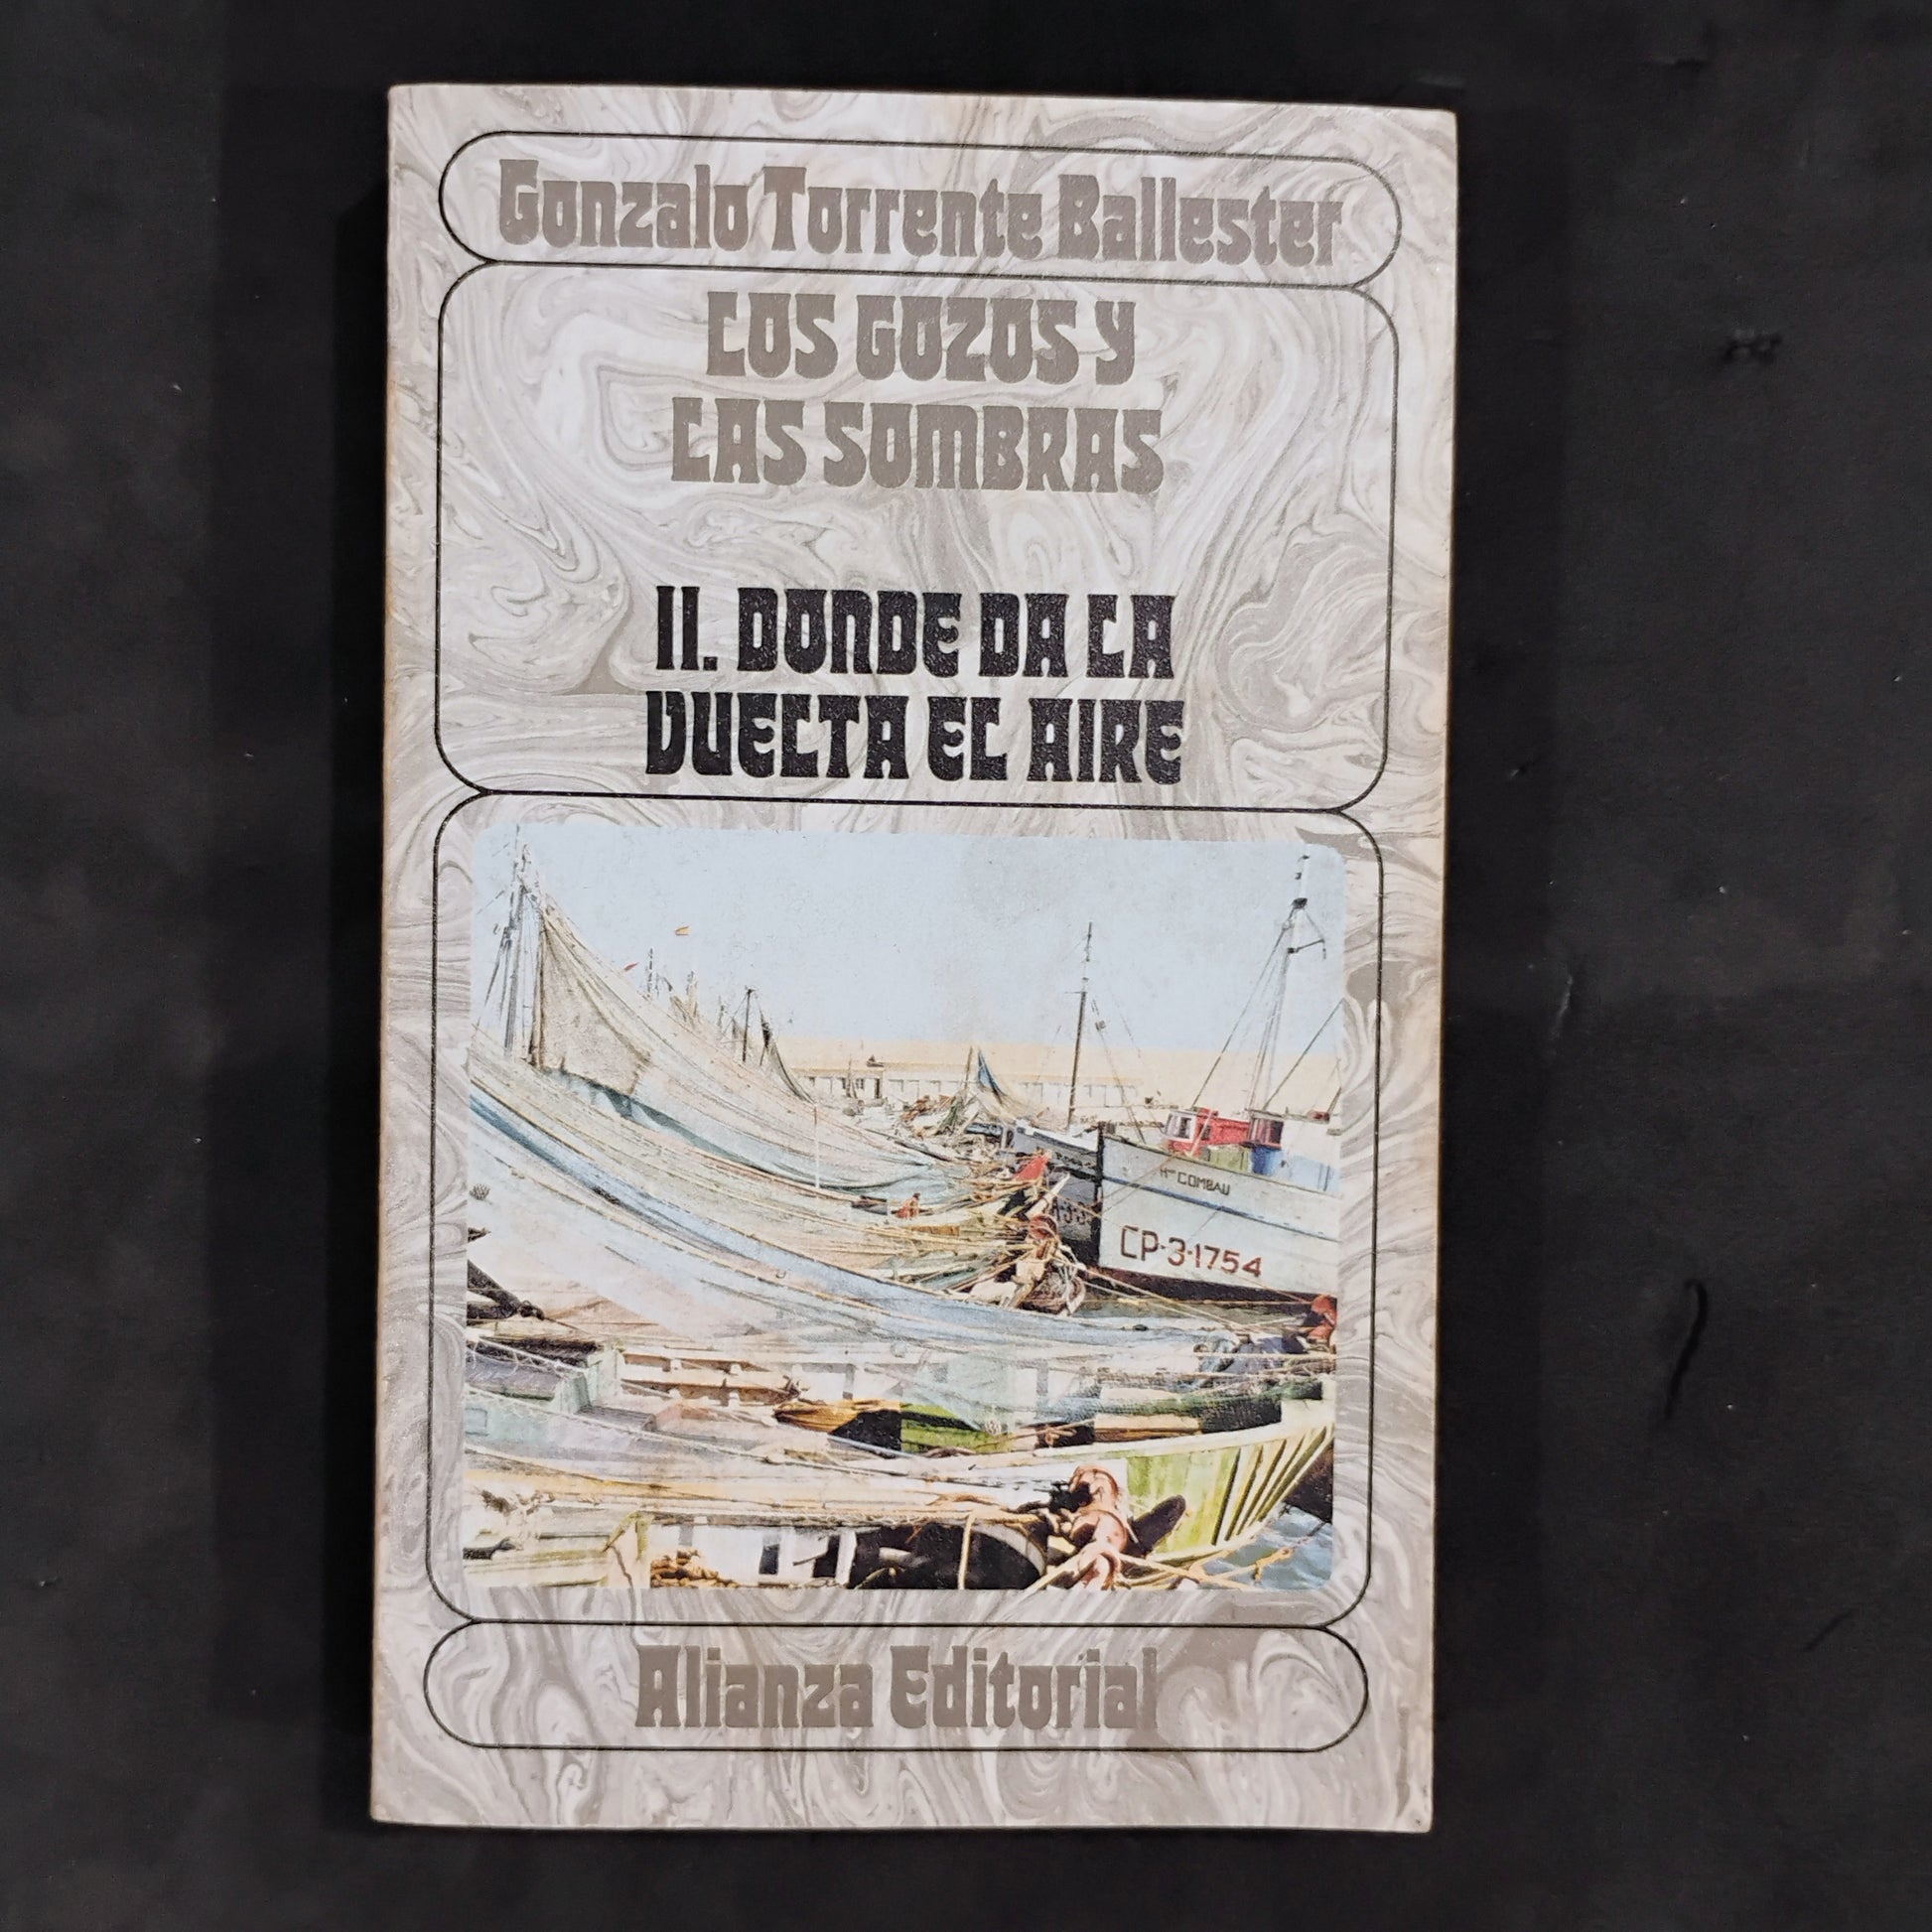 Gonzalo Torrente Ballester
LOS GOZOS Y
LAS SOMBRAS
II. DONDE DA LA
VUELTA EL AIRE
COMBAU
CP-3-1754
Alianza Editorial